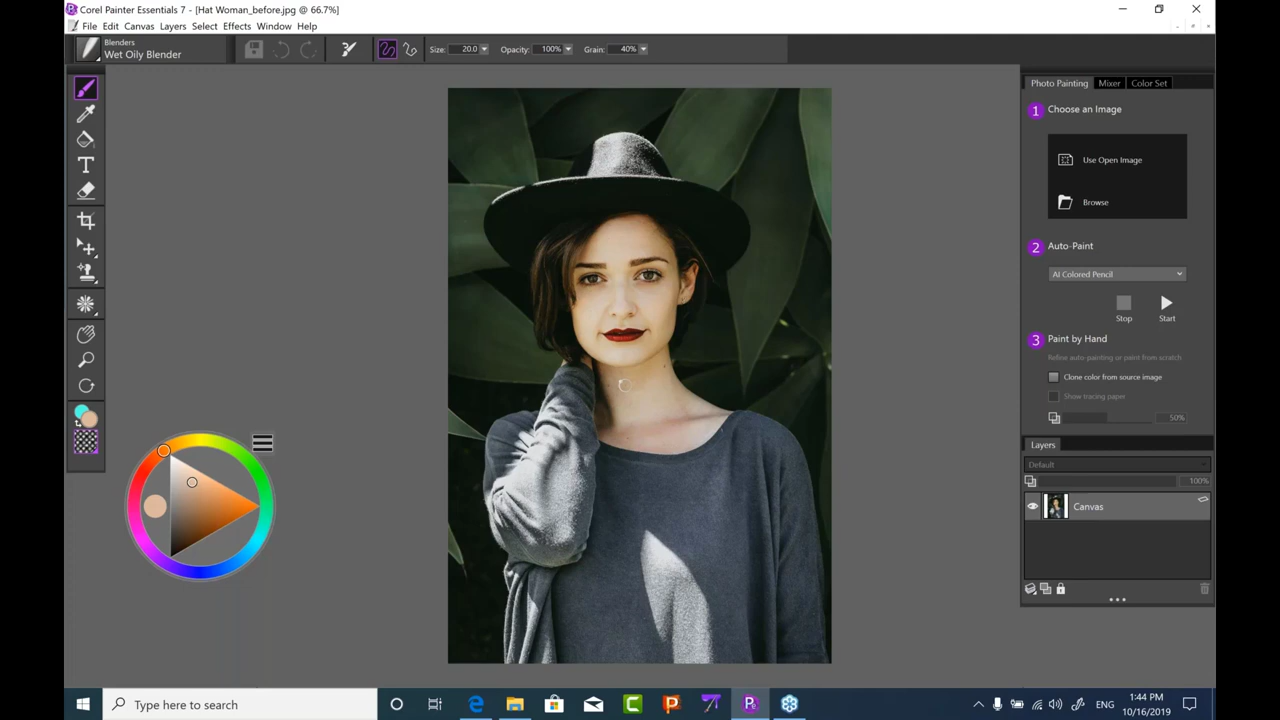 Corel Painter Essentials 7 - [Hat Woman_before.jpg @ 66.7%]
File Edit Canvas Layers Select Effects Window Help
Blenders
Wet Oily Blender
Size: 20.0 Opacity: 100% Grain: 40%
Photo Painting Mixer Color Set
1 Choose an Image
Use Open Image
Browse
2 Auto-Paint
AI Colored Pencil
Stop Start
3 Paint by Hand
Refine auto-painting or paint from scratch
Clone color from source image
Show tracing paper
50%
Layers
Default
100%
Canvas
Type here to search
ENG
1:44 PM
10/16/2019